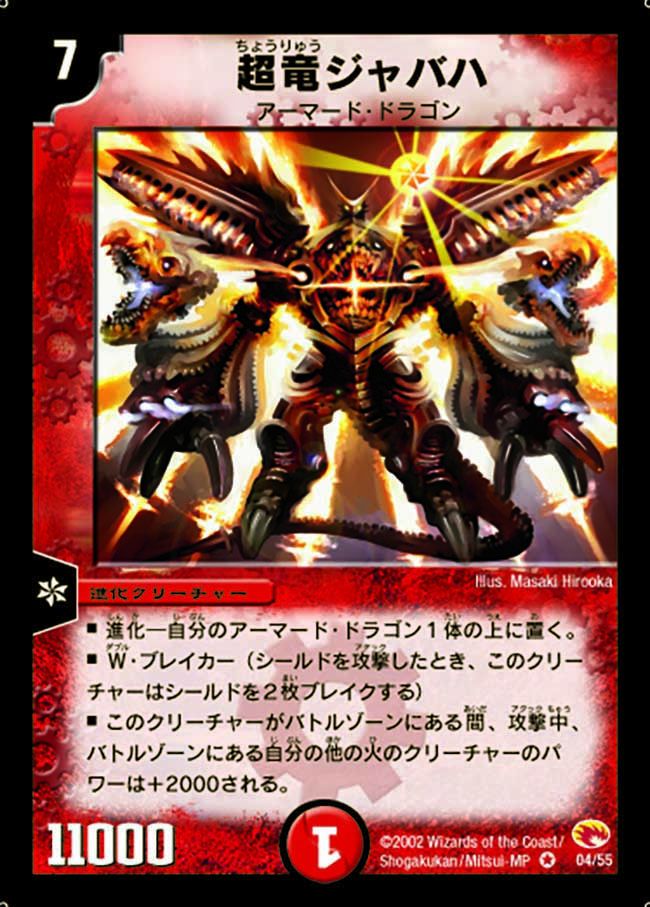 7
ちょうりゅう
超竜ジャバハ
アーマード・ドラゴン
Illus. Masaki Hirooka
進化クリーチャー
■ 進化―自分のアーマード・ドラゴン1体の上に置く。
■ W・ブレイカー（シールドを攻撃したとき、このクリー
チャーはシールドを2枚ブレイクする）
■ このクリーチャーがバトルゾーンにある間、攻撃中、
バトルゾーンにある自分の他の火のクリーチャーのパ
ワーは＋2000される。
11000
1
©2002 Wizards of the Coast/
Shogakukan/Mitsui-MP
04/55